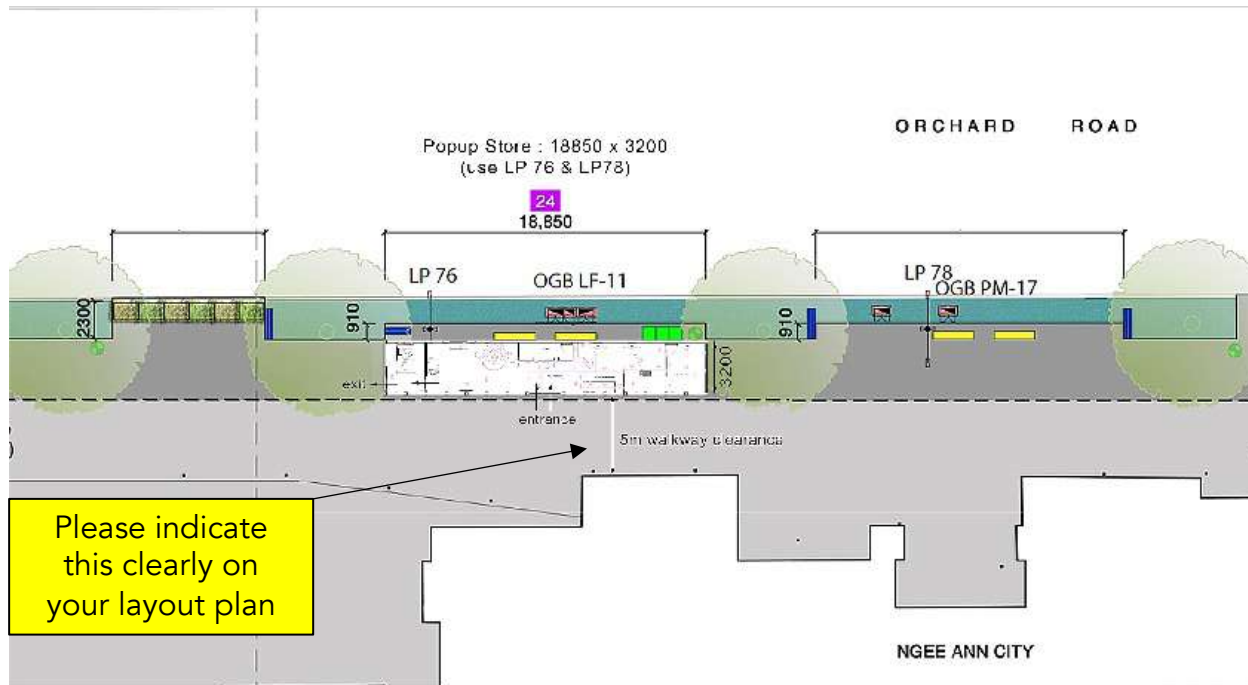 ORCHARD ROAD
Popup Store : 18850 x 3200
(use LP 76 & LP78)
24
18,850
LP 76
OGB LF-11
LP 78
OGB PM-17
2300
910
910
3200
exit
entrance
5m walkway clearance
)
Please indicate
this clearly on
your layout plan
NGEE ANN CITY